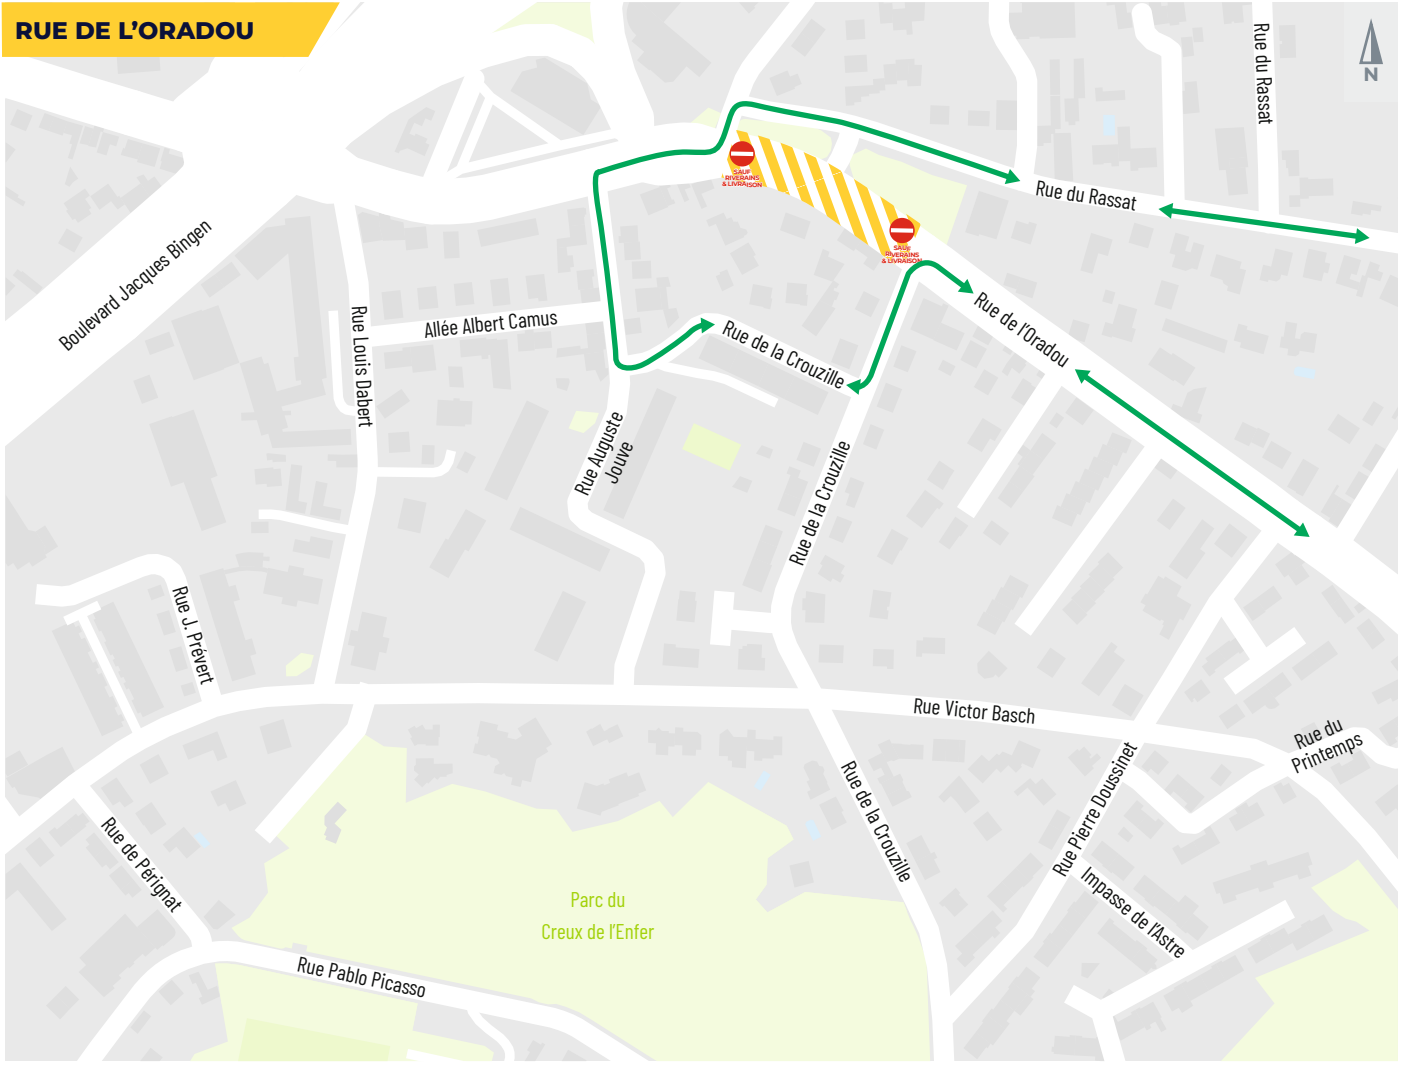 RUE DE L'ORADOU
N
Rue du Rassat
SAUF
RIVERAINS
& LIVRAISON
Rue du Rassat
Boulevard Jacques Bingen
SAUF
RIVERAINS
& LIVRAISON
Rue Louis Dabert
Allée Albert Camus
Rue de la Crouzille
Rue de l'Oradou
Rue Auguste
Jouve
Rue de la Crouzille
Rue J. Prévert
Rue Victor Basch
Rue du
Printemps
Rue de la Crouzille
Rue Pierre Doussinet
Rue de Pérignat
Impasse de l'Astre
Parc du
Creux de l'Enfer
Rue Pablo Picasso